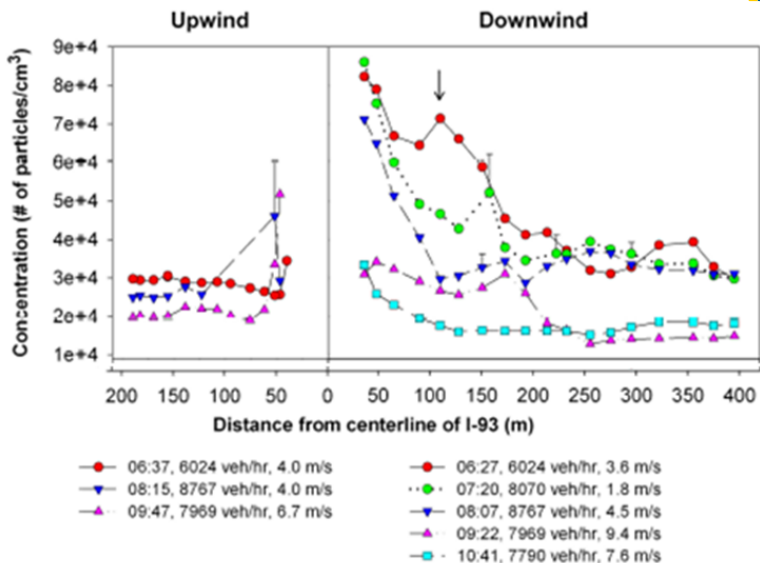 Upwind Downwind
Concentration (# of particles/cm³)
9e+4
8e+4
7e+4
6e+4
5e+4
4e+4
3e+4
2e+4
1e+4
200 150 100 50 0 50 100 150 200 250 300 350 400
Distance from centerline of I-93 (m)
06:37, 6024 veh/hr, 4.0 m/s
08:15, 8767 veh/hr, 4.0 m/s
09:47, 7969 veh/hr, 6.7 m/s
06:27, 6024 veh/hr, 3.6 m/s
07:20, 8070 veh/hr, 1.8 m/s
08:07, 8767 veh/hr, 4.5 m/s
09:22, 7969 veh/hr, 9.4 m/s
10:41, 7790 veh/hr, 7.6 m/s